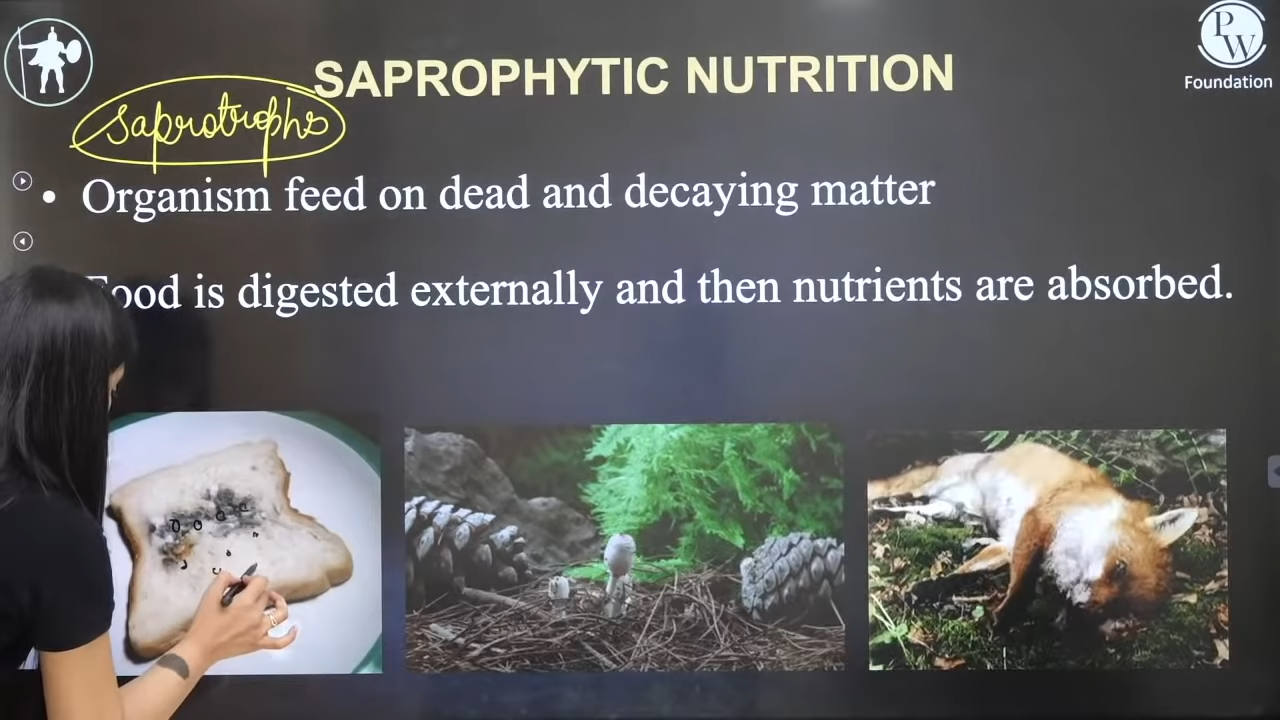 PW
Foundation
SAPROPHYTIC NUTRITION
saprotrophs
• Organism feed on dead and decaying matter
Food is digested externally and then nutrients are absorbed.